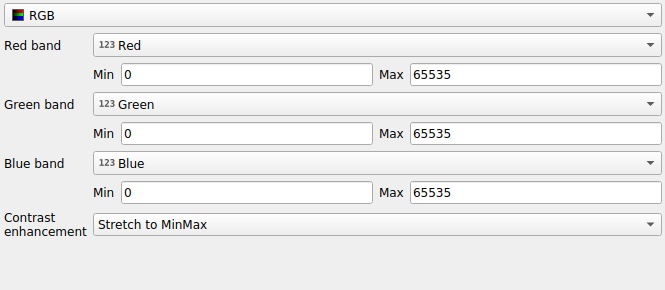 RGB
Red band 123 Red
Min 0 Max 65535
Green band 123 Green
Min 0 Max 65535
Blue band 123 Blue
Min 0 Max 65535
Contrast
enhancement Stretch to MinMax